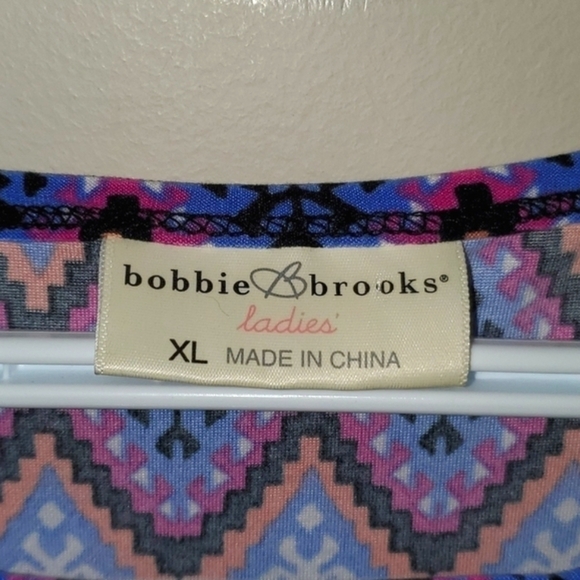 bobbie B brooks®
ladies'
XL MADE IN CHINA